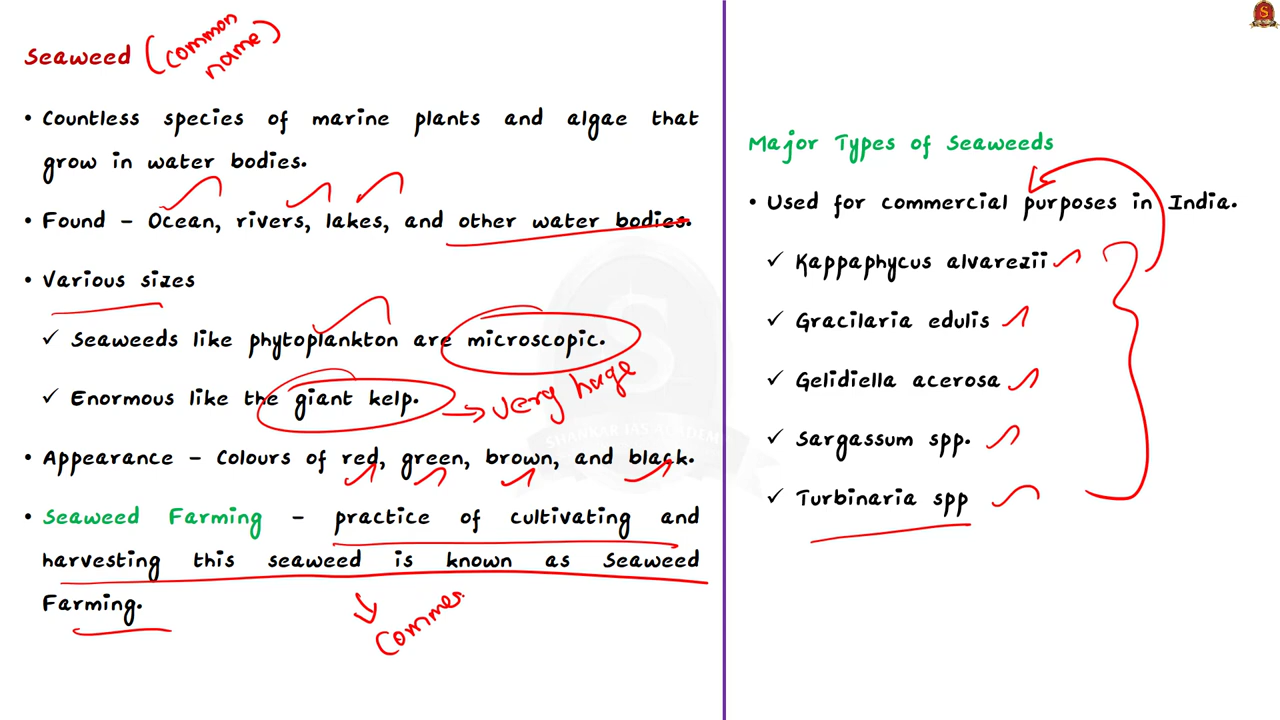 Seaweed (common name)
• Countless species of marine plants and algae that
grow in water bodies.
• Found – Ocean, rivers, lakes, and other water bodies.
• Various sizes
✓ Seaweeds like phytoplankton are microscopic.
✓ Enormous like the giant kelp.
→ very huge
• Appearance – Colours of red, green, brown, and black.
• Seaweed Farming – practice of cultivating and
harvesting this seaweed is known as Seaweed
Farming.
Commer
Major Types of Seaweeds
• Used for commercial purposes in India.
✓ Kappaphycus alvarezii
✓ Gracilaria edulis
✓ Gelidiella acerosa
✓ Sargassum spp.
✓ Turbinaria spp
S
SHANKAR IAS ACADEMY